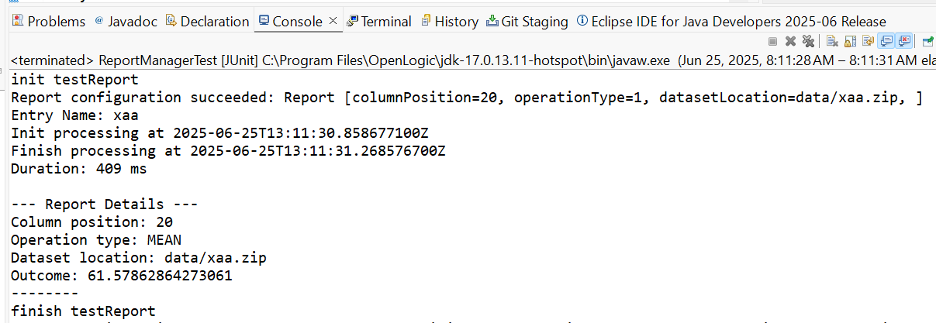 Problems @ Javadoc Declaration Console Terminal History Git Staging Eclipse IDE for Java Developers 2025-06 Release
<terminated> ReportManagerTest [JUnit] C:\Program Files\OpenLogic\jdk-17.0.13.11-hotspot\bin\javaw.exe (Jun 25, 2025, 8:11:28 AM – 8:11:31 AM ela
init testReport
Report configuration succeeded: Report [columnPosition=20, operationType=1, datasetLocation=data/xaa.zip, ]
Entry Name: xaa
Init processing at 2025-06-25T13:11:30.858677100Z
Finish processing at 2025-06-25T13:11:31.268576700Z
Duration: 409 ms
--- Report Details ---
Column position: 20
Operation type: MEAN
Dataset location: data/xaa.zip
Outcome: 61.57862864273061
--------
finish testReport